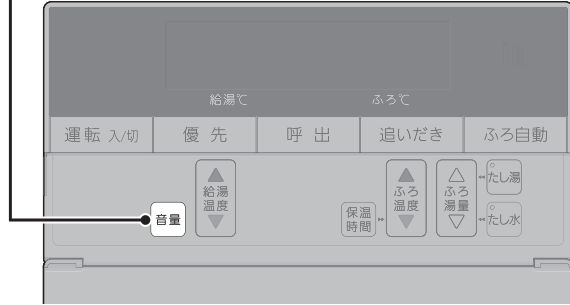 給湯℃ ふろ℃
運転 入/切 優先 呼出 追いだき ふろ自動
音量
給湯
温度
保温
時間
ふろ
温度
ふろ
湯量
たし湯
たし水